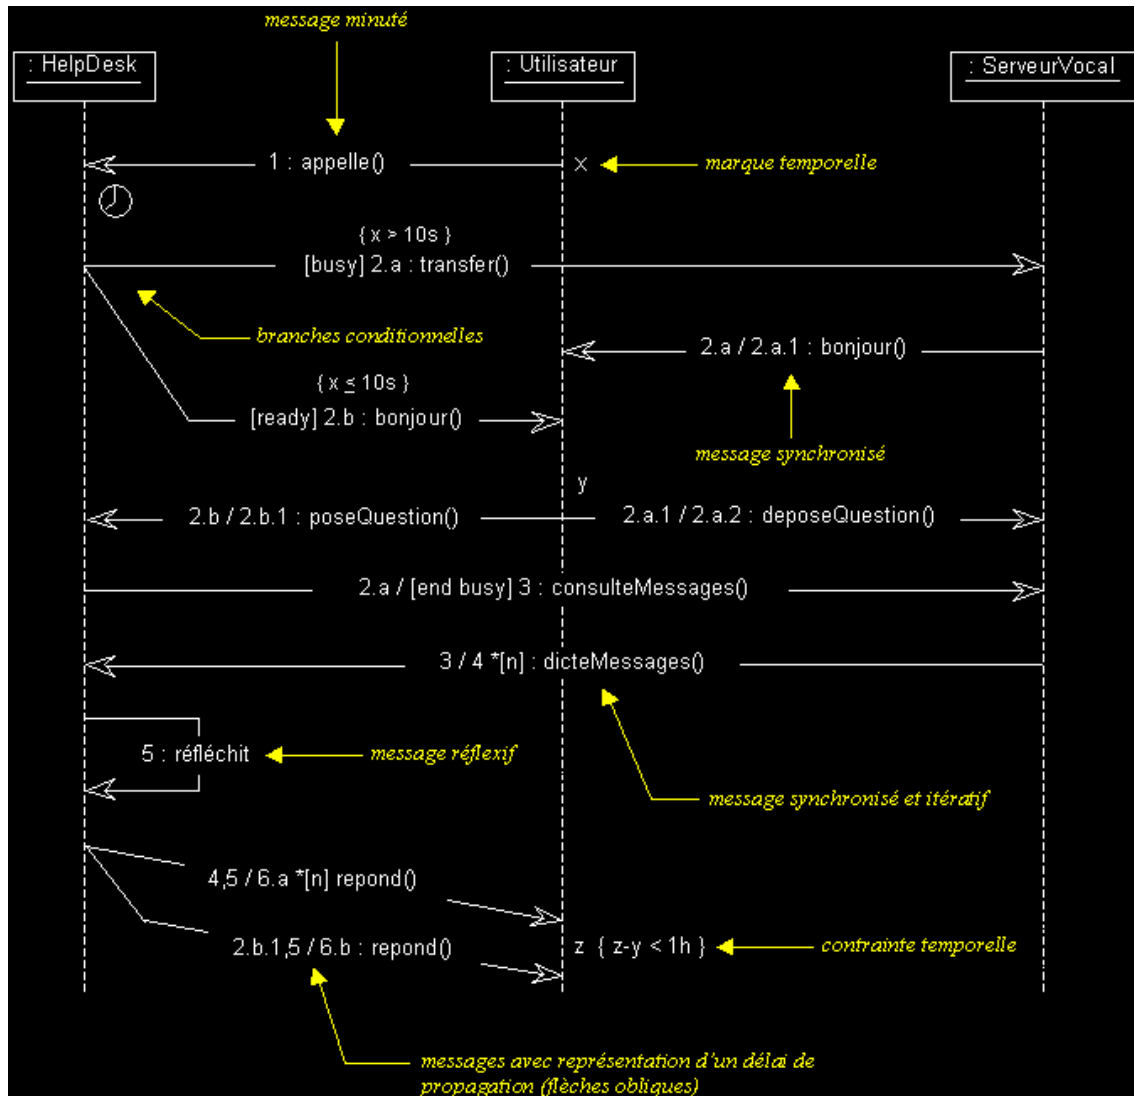 message minuté
: HelpDesk
: Utilisateur
: ServeurVocal
1 : appelle()
x
marque temporelle
{ x > 10s }
[busy] 2.a : transfer()
branches conditionnelles
2.a / 2.a.1 : bonjour()
{ x ≤ 10s }
[ready] 2.b : bonjour()
message synchronisé
y
2.b / 2.b.1 : poseQuestion()
2.a.1 / 2.a.2 : deposeQuestion()
2.a / [end busy] 3 : consulteMessages()
3 / 4 *[n] : dicteMessages()
5 : réfléchit
message réflexif
message synchronisé et itératif
4,5 / 6.a *[n] repond()
2.b.1,5 / 6.b : repond()
z { z-y < 1h }
contrainte temporelle
messages avec représentation d'un délai de
propagation (flèches obliques)